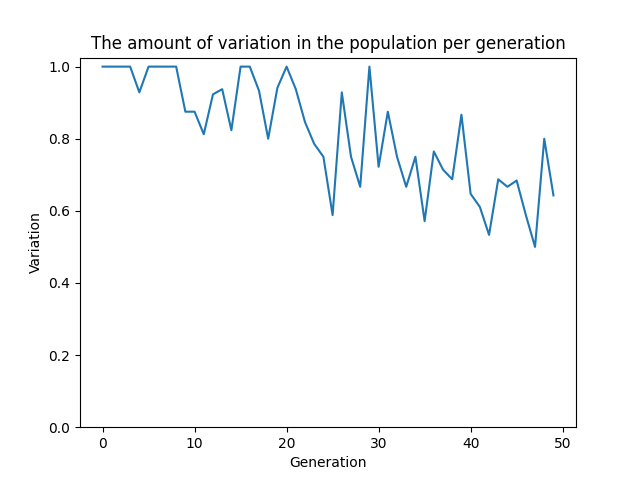 The amount of variation in the population per generation
1.0
0.8
0.6
0.4
0.2
0.0
Variation
0 10 20 30 40 50
Generation